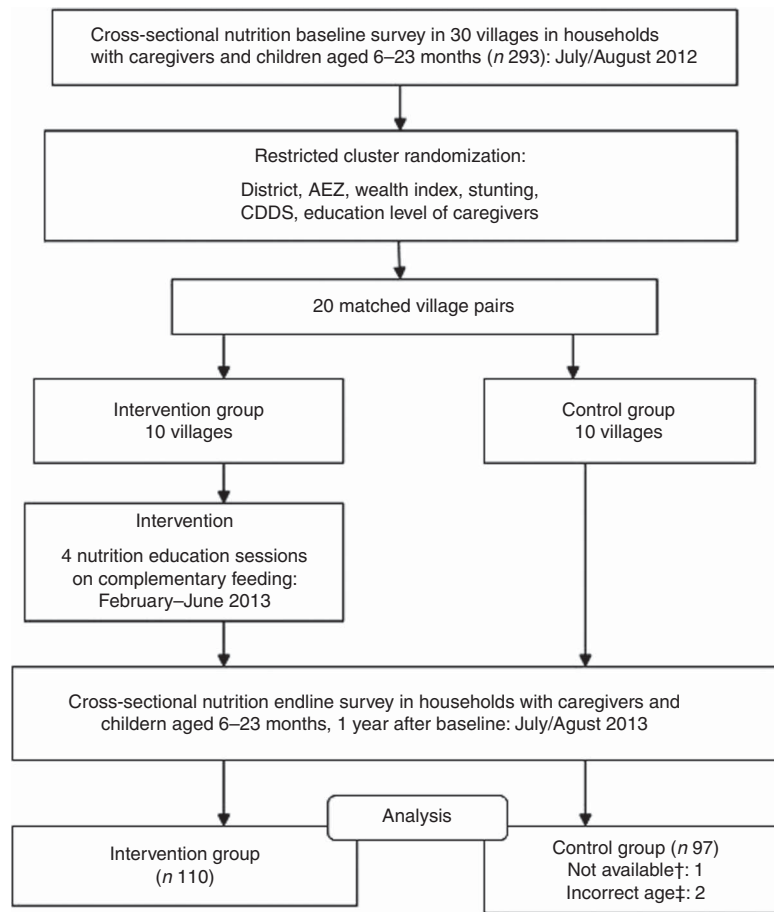 Cross-sectional nutrition baseline survey in 30 villages in households
with caregivers and children aged 6–23 months (n 293): July/August 2012
Restricted cluster randomization:
District, AEZ, wealth index, stunting,
CDDS, education level of caregivers
20 matched village pairs
Intervention group
10 villages
Control group
10 villages
Intervention
4 nutrition education sessions
on complementary feeding:
February–June 2013
Cross-sectional nutrition endline survey in households with caregivers and
childern aged 6–23 months, 1 year after baseline: July/Agust 2013
Analysis
Intervention group
(n 110)
Control group (n 97)
Not available†: 1
Incorrect age‡: 2